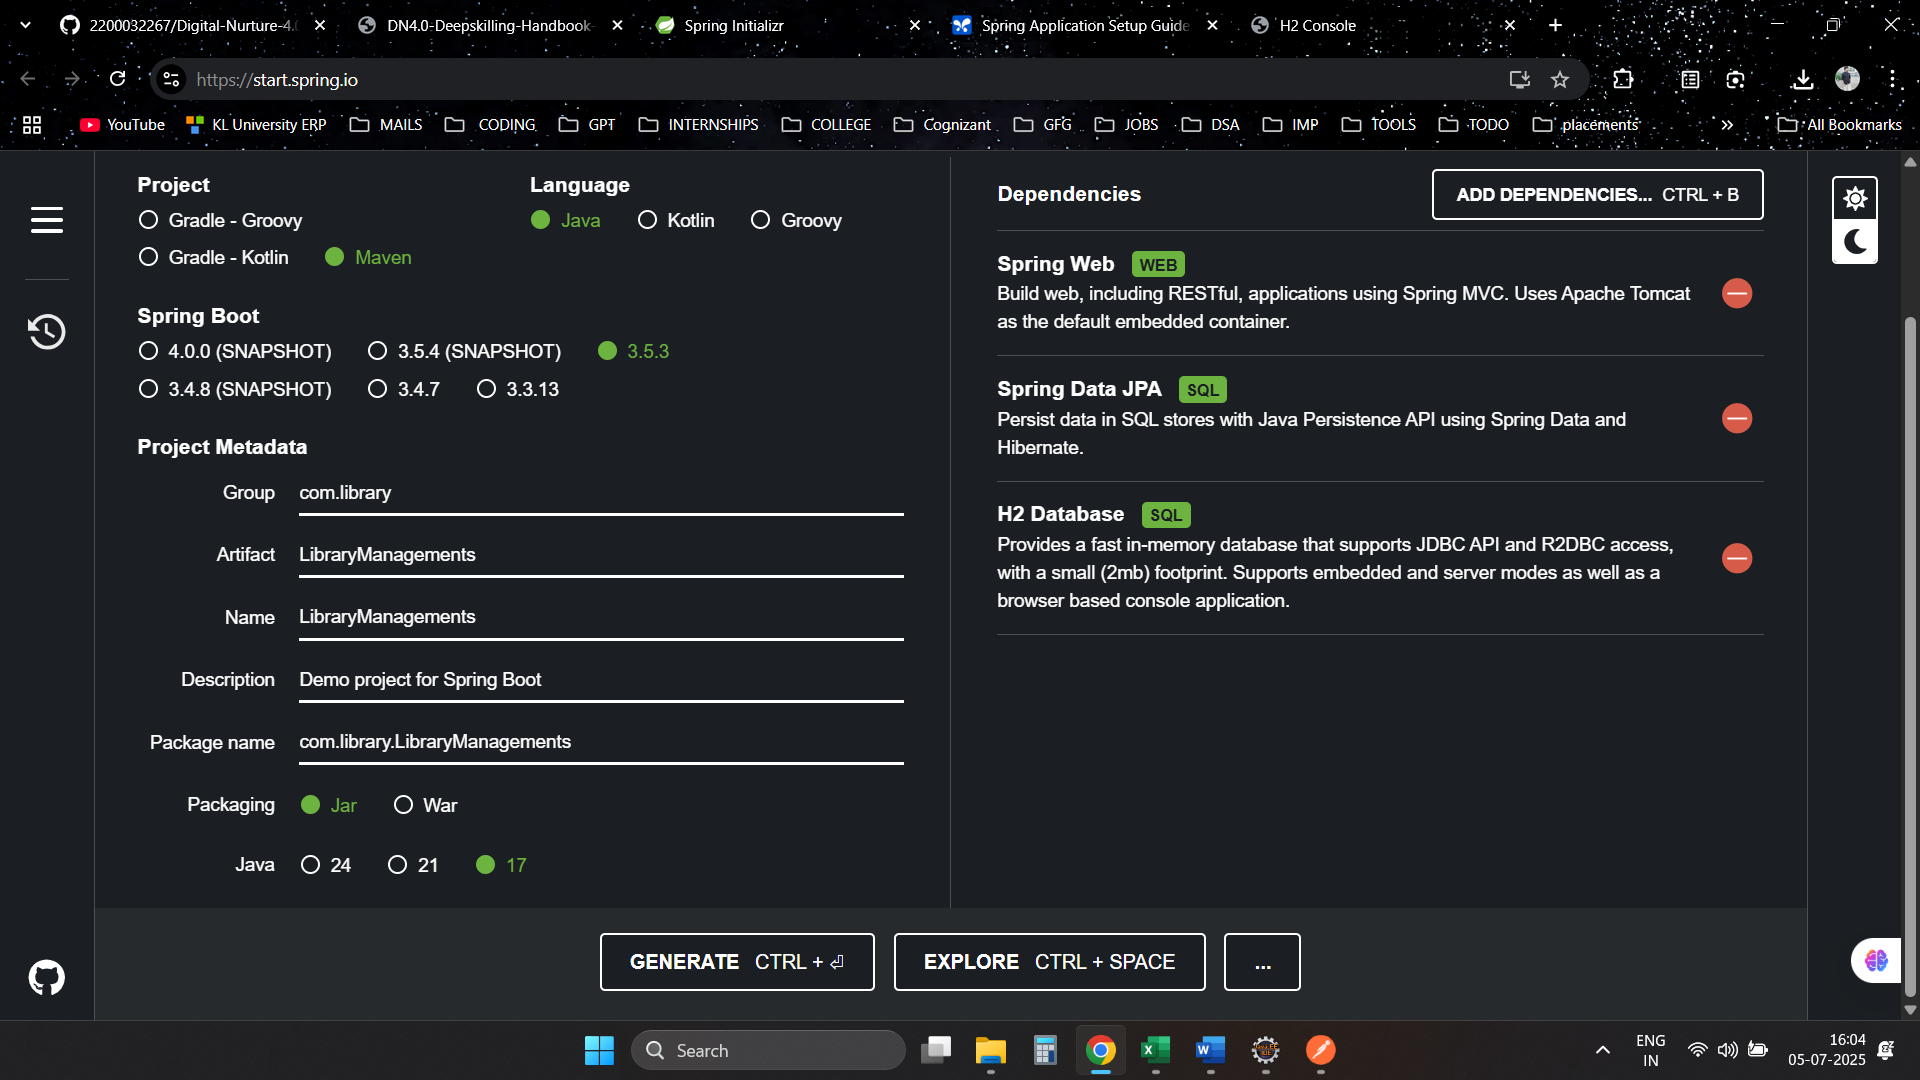 2200032267/Digital-Nurture-4.
DN4.0-Deepskilling-Handbook-
Spring Initializr
Spring Application Setup Guide
H2 Console
https://start.spring.io
YouTube
KL University ERP
MAILS
CODING
GPT
INTERNSHIPS
COLLEGE
Cognizant
GFG
JOBS
DSA
IMP
TOOLS
TODO
placements
All Bookmarks
Project
Gradle - Groovy
Gradle - Kotlin
Maven
Language
Java
Kotlin
Groovy
Spring Boot
4.0.0 (SNAPSHOT)
3.5.4 (SNAPSHOT)
3.5.3
3.4.8 (SNAPSHOT)
3.4.7
3.3.13
Project Metadata
Group com.library
Artifact LibraryManagements
Name LibraryManagements
Description Demo project for Spring Boot
Package name com.library.LibraryManagements
Packaging Jar War
Java 24 21 17
Dependencies
ADD DEPENDENCIES... CTRL + B
Spring Web WEB
Build web, including RESTful, applications using Spring MVC. Uses Apache Tomcat
as the default embedded container.
Spring Data JPA SQL
Persist data in SQL stores with Java Persistence API using Spring Data and
Hibernate.
H2 Database SQL
Provides a fast in-memory database that supports JDBC API and R2DBC access,
with a small (2mb) footprint. Supports embedded and server modes as well as a
browser based console application.
GENERATE CTRL + ⏎
EXPLORE CTRL + SPACE
...
Search
ENG
IN
16:04
05-07-2025